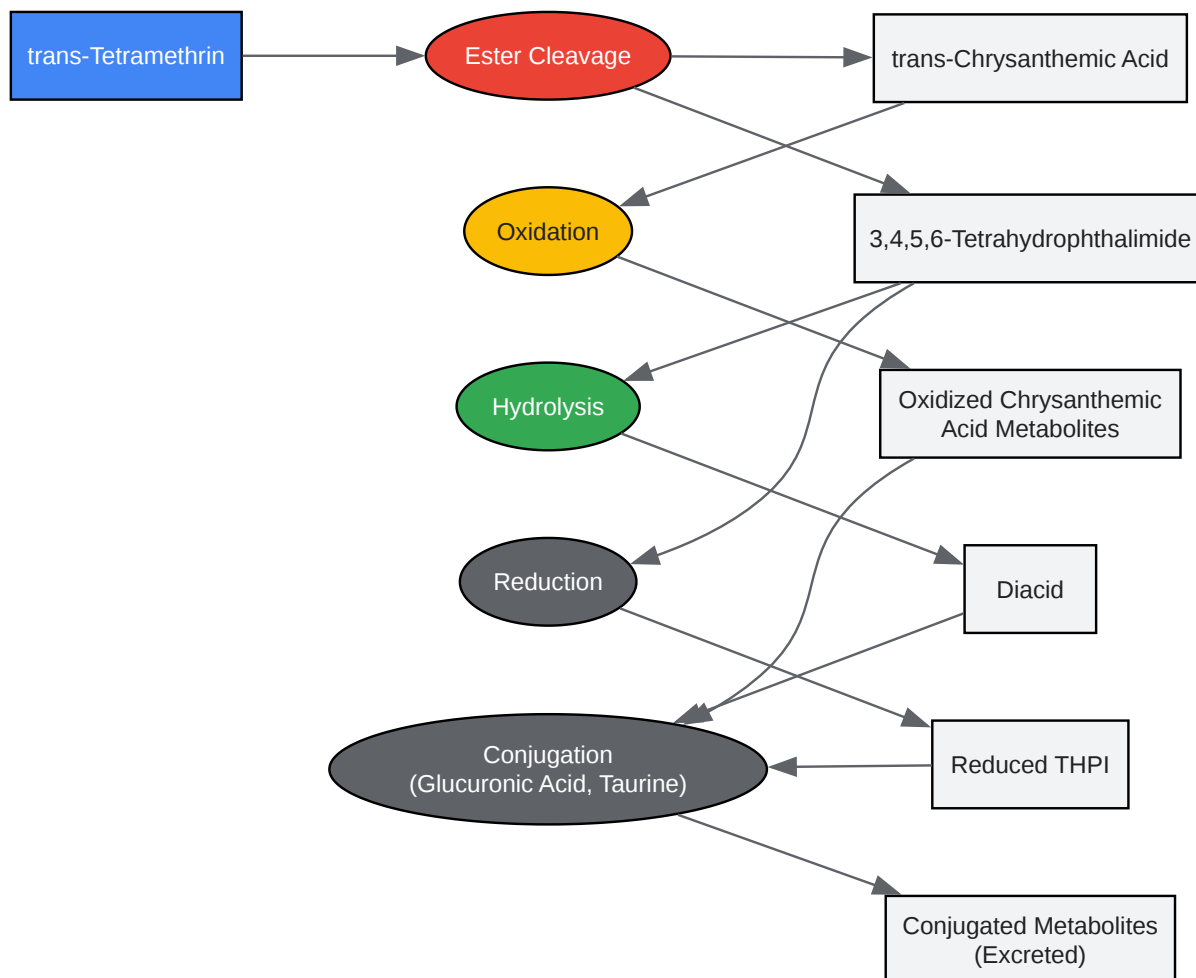 trans-Tetramethrin
Ester Cleavage
trans-Chrysanthemic Acid
Oxidation
3,4,5,6-Tetrahydrophthalimide
Hydrolysis
Oxidized Chrysanthemic
Acid Metabolites
Reduction
Diacid
Conjugation
(Glucuronic Acid, Taurine)
Reduced THPI
Conjugated Metabolites
(Excreted)